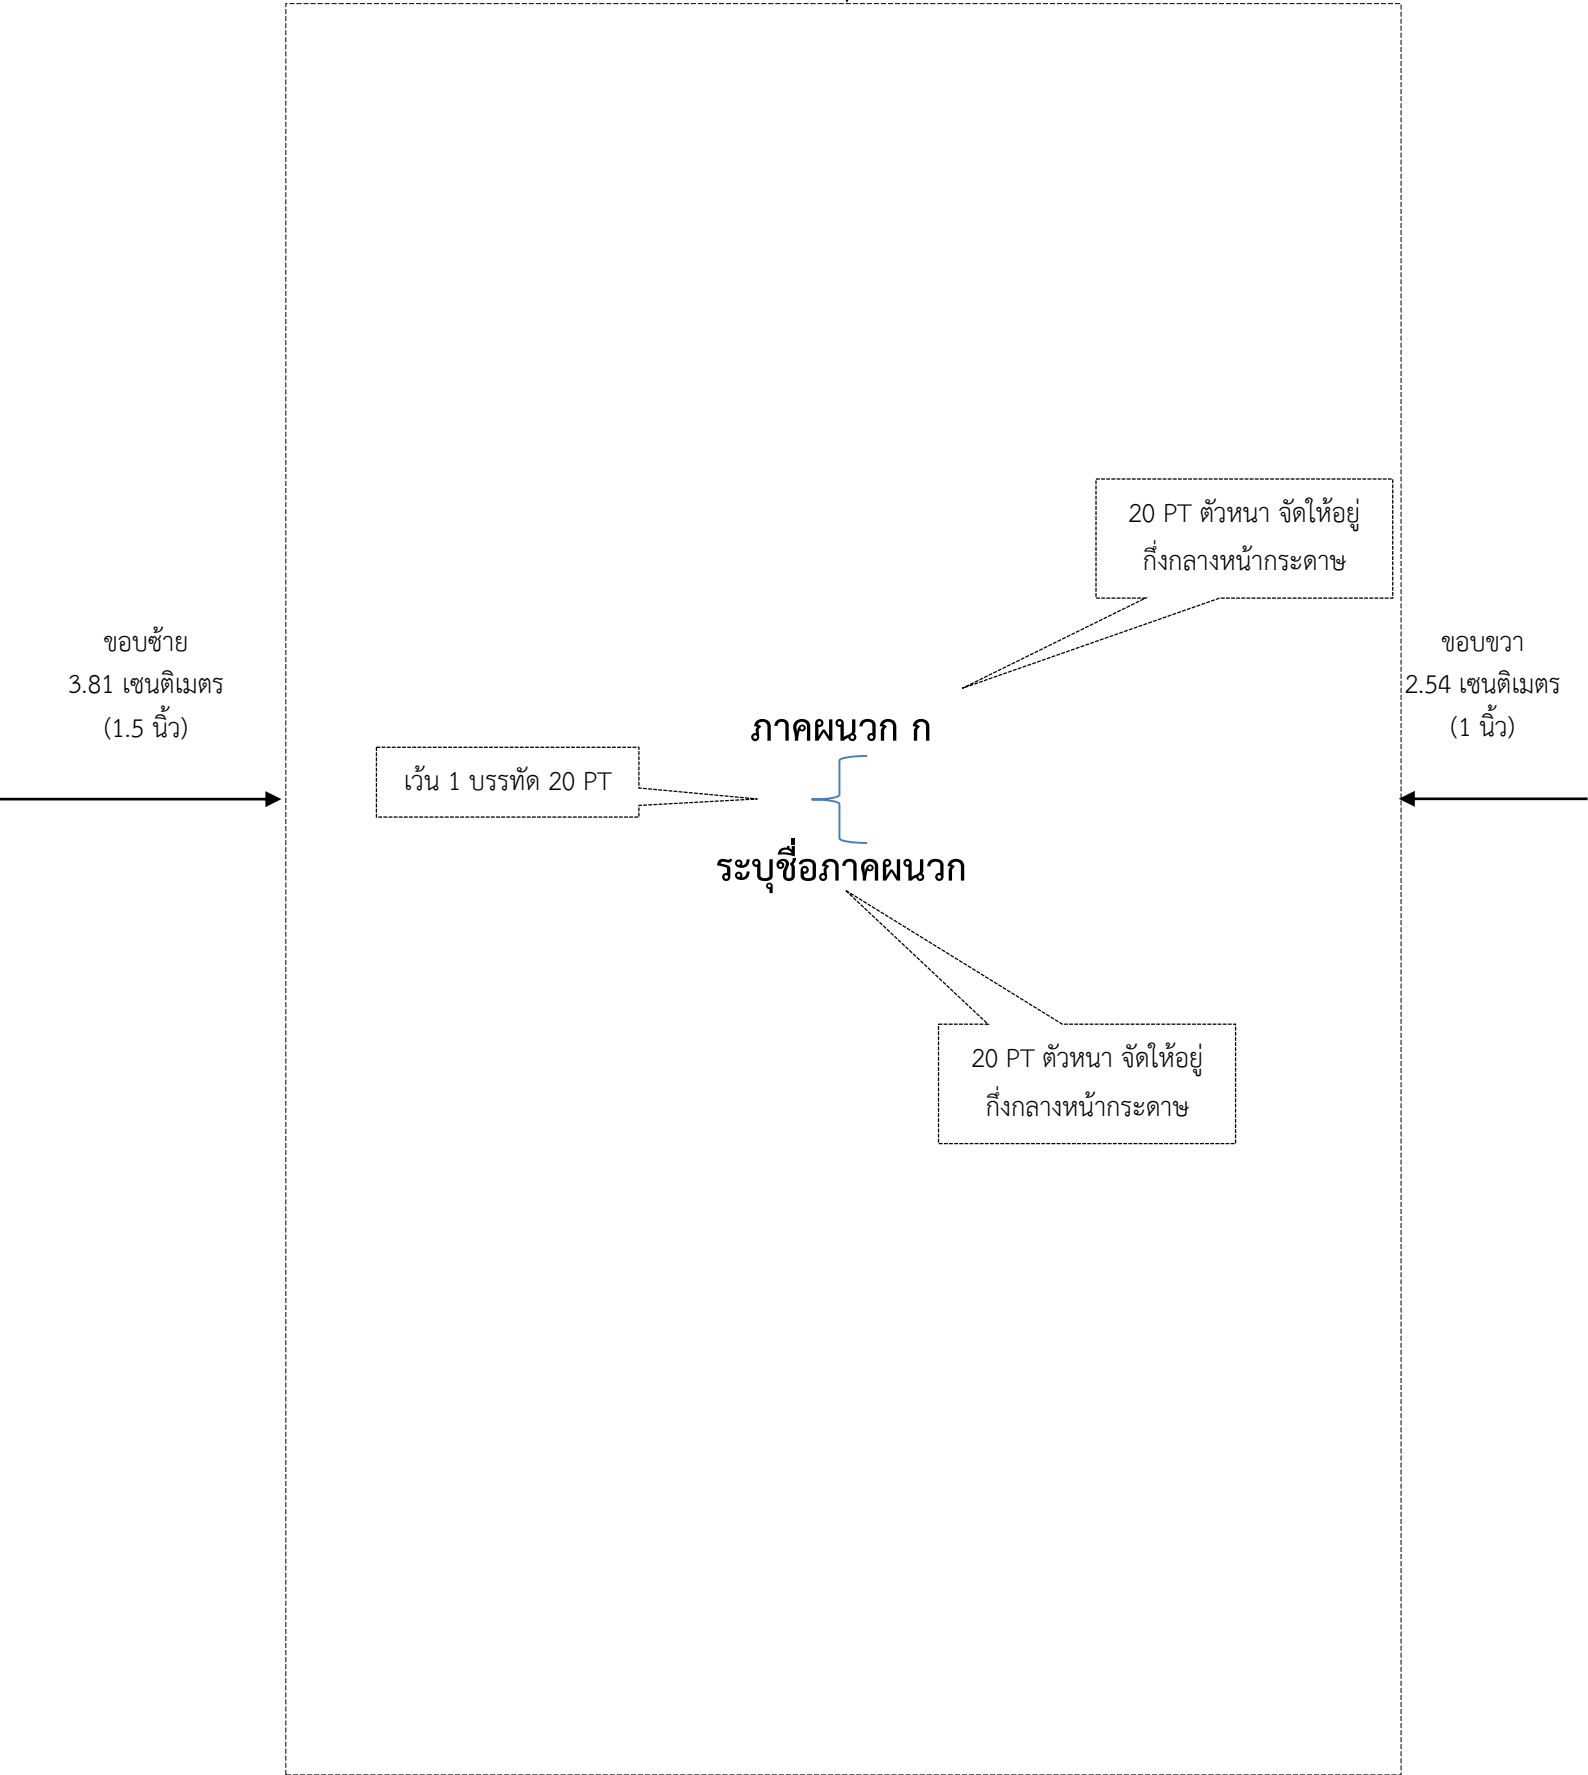 20 PT ตัวหนา จัดให้อยู่
กึ่งกลางหน้ากระดาษ
ขอบซ้าย
3.81 เซนติเมตร
(1.5 นิ้ว)
ขอบขวา
2.54 เซนติเมตร
(1 นิ้ว)
ภาคผนวก ก
เว้น 1 บรรทัด 20 PT
ระบุชื่อภาคผนวก
20 PT ตัวหนา จัดให้อยู่
กึ่งกลางหน้ากระดาษ